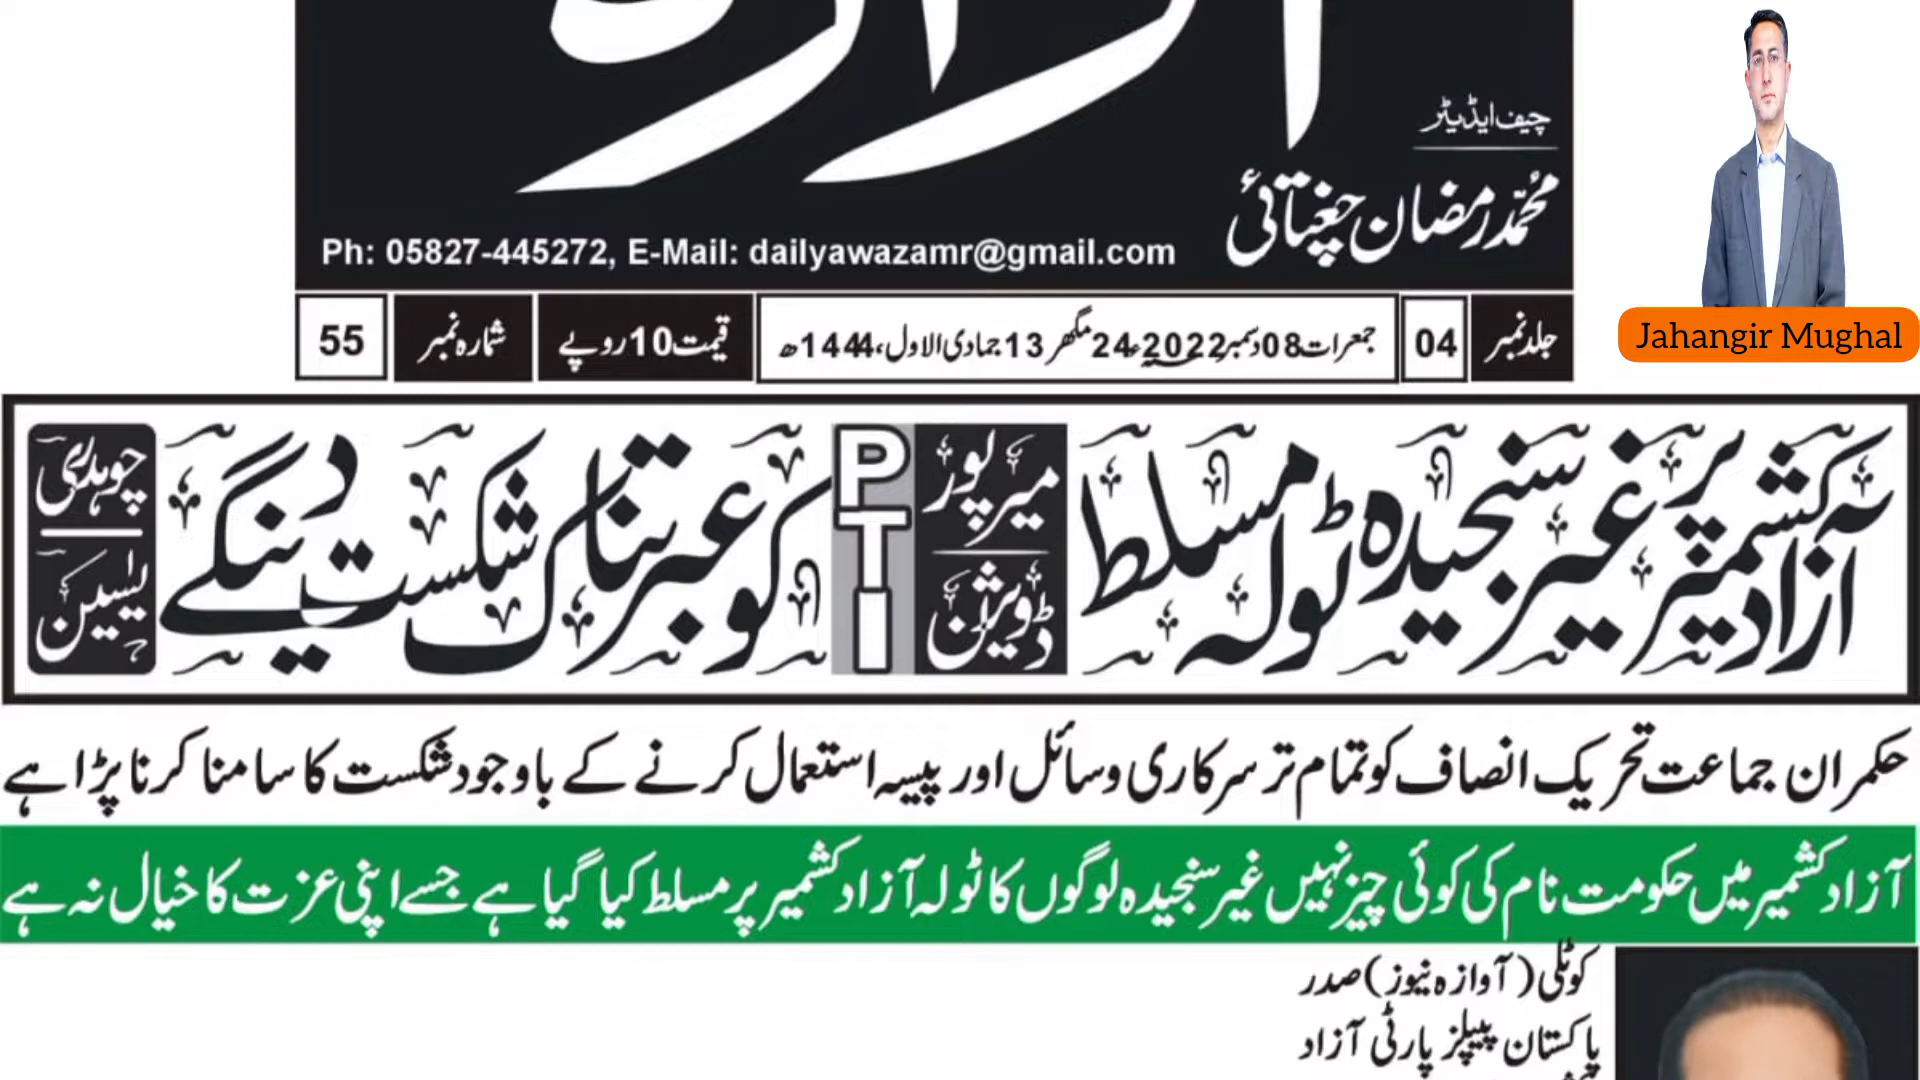 چیف ایڈیٹر
محمد رمضان چغتائی
Ph: 05827-445272, E-Mail: dailyawazamr@gmail.com
Jahangir Mughal
جلد نمبر 04 جمعرات 08 دسمبر 2022ء 24 مگھر 13 جمادی الاول، 1444ھ قیمت 10 روپے شمارہ نمبر 55
آزاد کشمیر پر غیر سنجیدہ ٹولہ مسلط میر پور ڈویژن PTI کو عبرتناک شکست دینگے چوہدری یٰسین
حکمران جماعت تحریک انصاف کو تمام تر سرکاری وسائل اور پیسہ استعمال کرنے کے باوجود شکست کا سامنا کرنا پڑا ہے
آزاد کشمیر میں حکومت نام کی کوئی چیز نہیں غیر سنجیدہ لوگوں کا ٹولہ آزاد کشمیر پر مسلط کیا گیا ہے جسے اپنی عزت کا خیال نہ ہے
کوٹلی (آوازہ نیوز) صدر
پاکستان پیپلز پارٹی آزاد